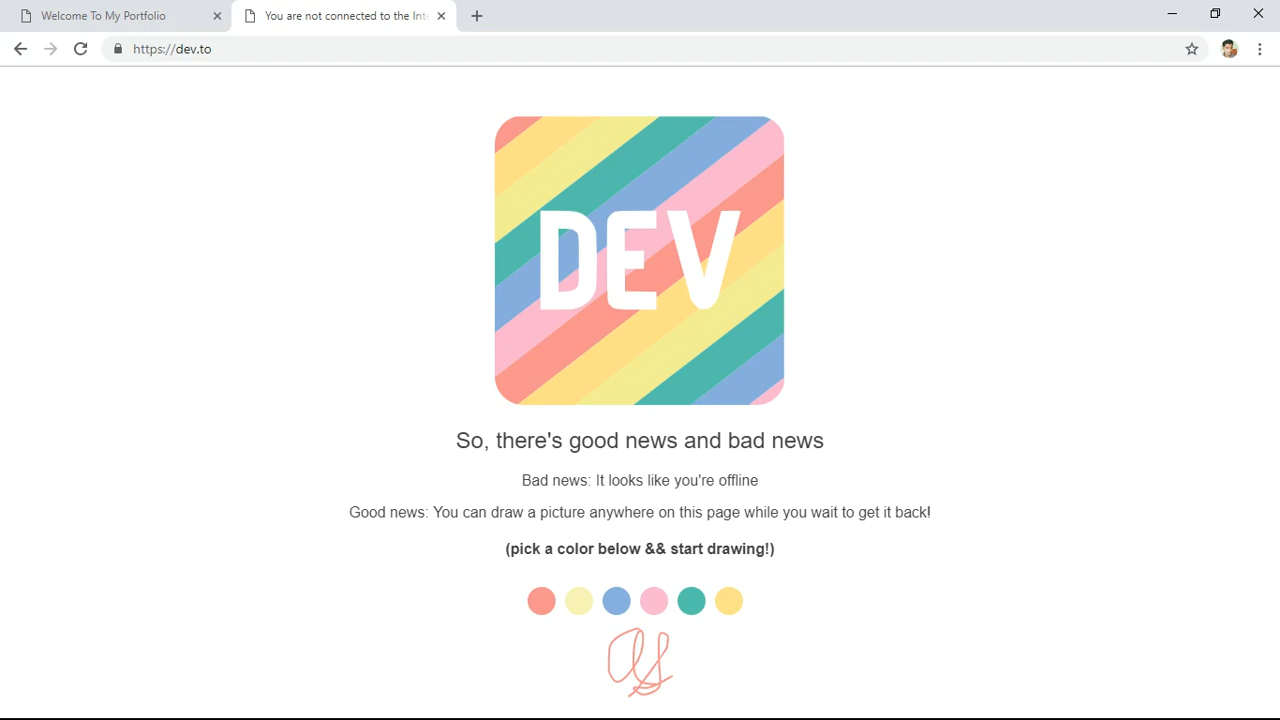 Welcome To My Portfolio
You are not connected to the Int
https://dev.to
DEV
So, there's good news and bad news
Bad news: It looks like you're offline
Good news: You can draw a picture anywhere on this page while you wait to get it back!
(pick a color below && start drawing!)